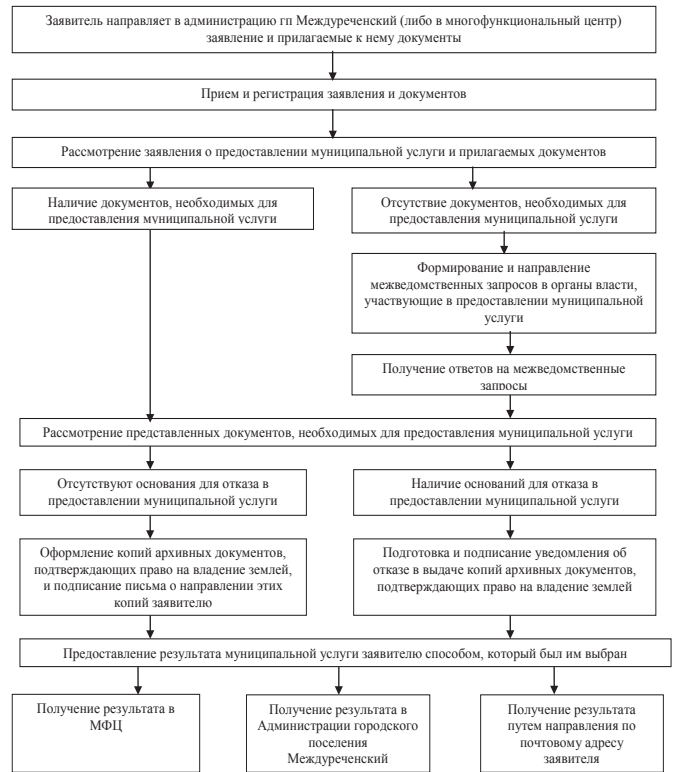 Заявитель направляет в администрацию гп Междуреченский (либо в многофункциональный центр)
заявление и прилагаемые к нему документы
Прием и регистрация заявления и документов
Рассмотрение заявления о предоставлении муниципальной услуги и прилагаемых документов
Наличие документов, необходимых для
предоставления муниципальной услуги
Отсутствие документов, необходимых для
предоставления муниципальной услуги
Формирование и направление
межведомственных запросов в органы власти,
участвующие в предоставлении муниципальной
услуги
Получение ответов на межведомственные
запросы
Рассмотрение представленных документов, необходимых для предоставления муниципальной услуги
Отсутствуют основания для отказа в
предоставлении муниципальной услуги
Наличие оснований для отказа в
предоставлении муниципальной услуги
Оформление копий архивных документов,
подтверждающих право на владение землей,
и подписание письма о направлении этих
копий заявителю
Подготовка и подписание уведомления об
отказе в выдаче копий архивных документов,
подтверждающих право на владение землей
Предоставление результата муниципальной услуги заявителю способом, который был им выбран
Получение результата в
МФЦ
Получение результата в
Администрации городского
поселения
Междуреченский
Получение результата
путем направления по
почтовому адресу
заявителя